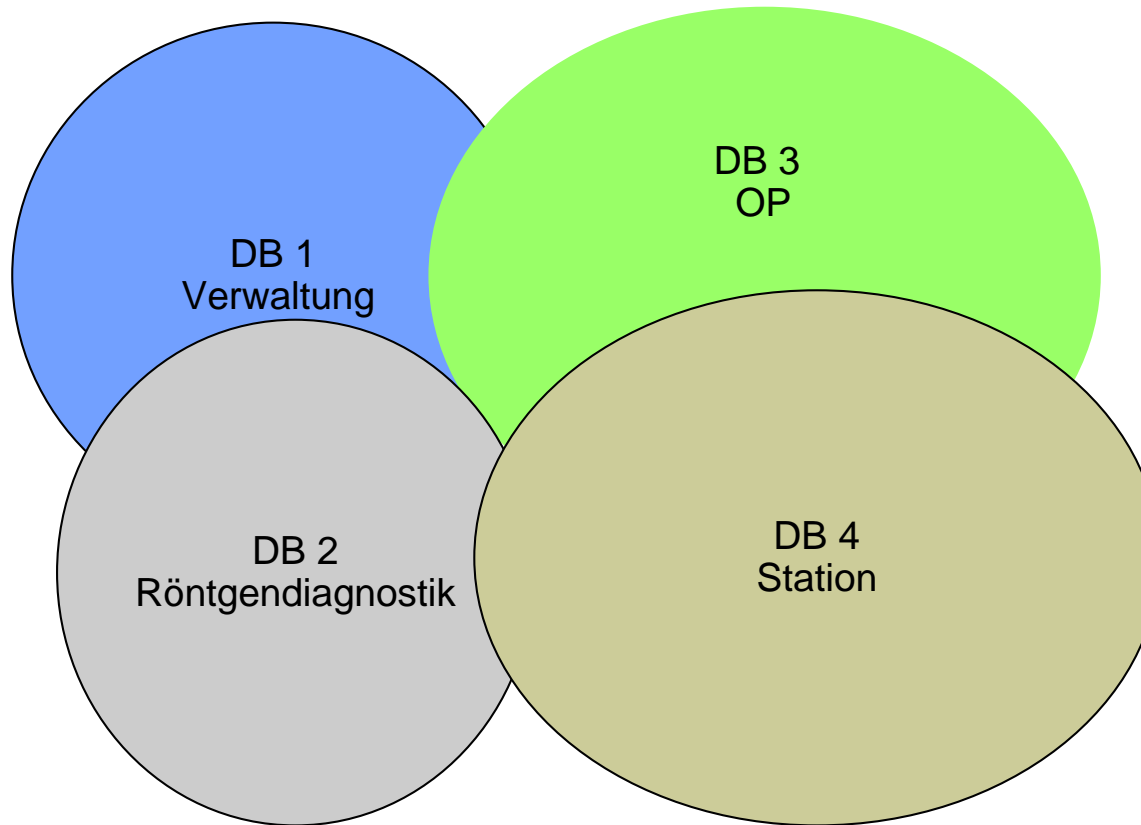 DB 1
Verwaltung
DB 3
OP
DB 2
Röntgendiagnostik
DB 4
Station